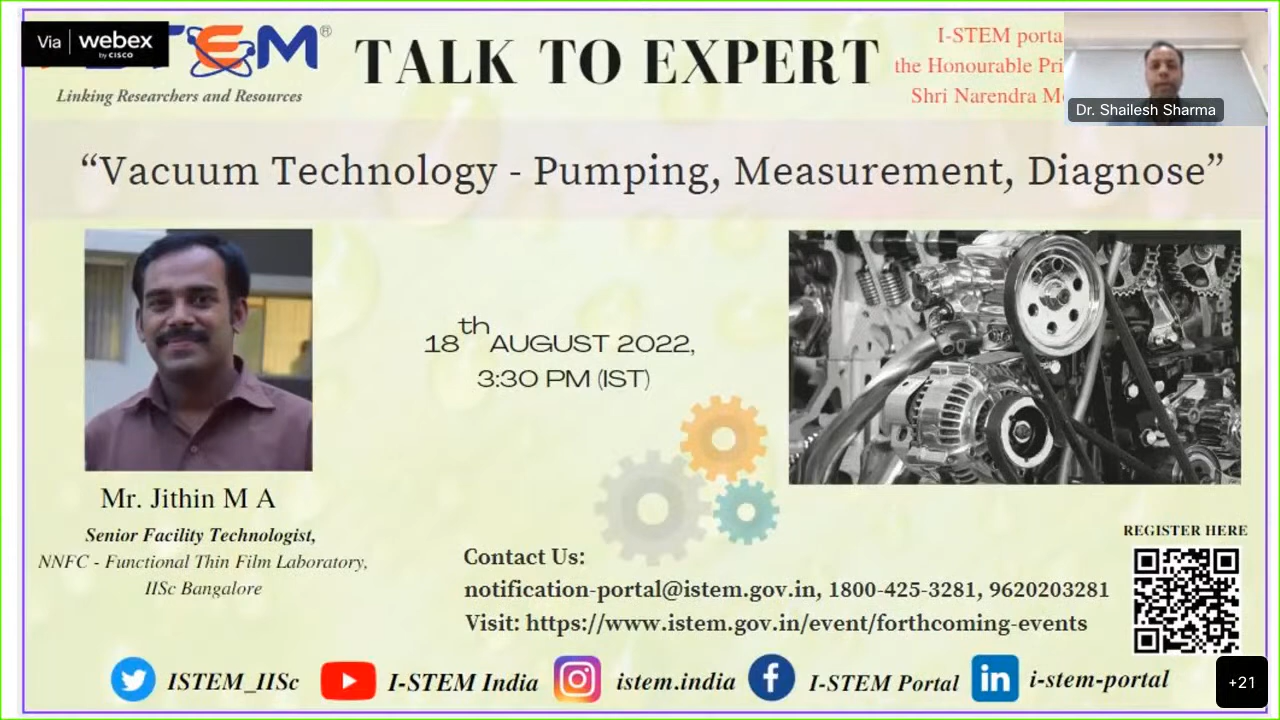 Via webex
by CISCO
TEM®
Linking Researchers and Resources
TALK TO EXPERT
I-STEM porta
the Honourable Pri
Shri Narendra M
Dr. Shailesh Sharma
“Vacuum Technology - Pumping, Measurement, Diagnose”
18th AUGUST 2022,
3:30 PM (IST)
Mr. Jithin M A
Senior Facility Technologist,
NNFC - Functional Thin Film Laboratory,
IISc Bangalore
REGISTER HERE
Contact Us:
notification-portal@istem.gov.in, 1800-425-3281, 9620203281
Visit: https://www.istem.gov.in/event/forthcoming-events
ISTEM_IISc
I-STEM India
istem.india
I-STEM Portal
in
i-stem-portal
+21